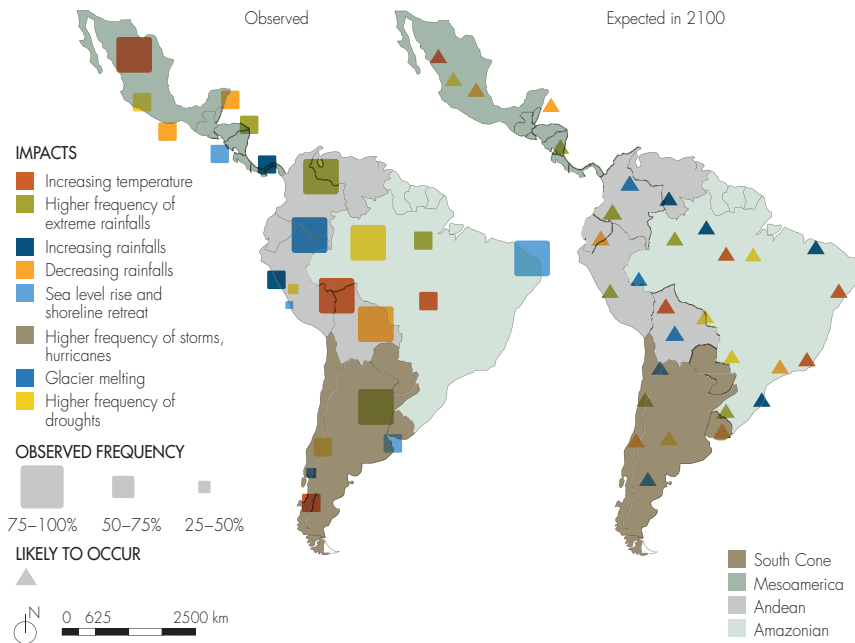 Observed
Expected in 2100
IMPACTS
Increasing temperature
Higher frequency of
extreme rainfalls
Increasing rainfalls
Decreasing rainfalls
Sea level rise and
shoreline retreat
Higher frequency of storms,
hurricanes
Glacier melting
Higher frequency of
droughts
OBSERVED FREQUENCY
75–100%
50–75%
25–50%
LIKELY TO OCCUR
N
0 625 2500 km
South Cone
Mesoamerica
Andean
Amazonian